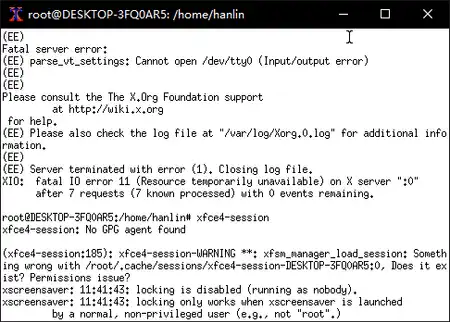 root@DESKTOP-3FQ0AR5: /home/hanlin
(EE)
Fatal server error:
(EE) parse_vt_settings: Cannot open /dev/tty0 (Input/output error)
(EE)
(EE)
Please consult the The X.Org Foundation support
at http://wiki.x.org
for help.
(EE) Please also check the log file at "/var/log/Xorg.0.log" for additional info
rmation.
(EE)
(EE) Server terminated with error (1). Closing log file.
XIO:  fatal IO error 11 (Resource temporarily unavailable) on X server ":0"
after 7 requests (7 known processed) with 0 events remaining.
root@DESKTOP-3FQ0AR5:/home/hanlin# xfce4-session
xfce4-session: No GPG agent found
(xfce4-session:185): xfce4-session-WARNING **: xfsm_manager_load_session: Someth
ing wrong with /root/.cache/sessions/xfce4-session-DESKTOP-3FQ0AR5:0, Does it ex
ist? Permissions issue?
xscreensaver: 11:41:43: locking is disabled (running as nobody).
xscreensaver: 11:41:43: locking only works when xscreensaver is launched
by a normal, non-privileged user (e.g., not "root".)